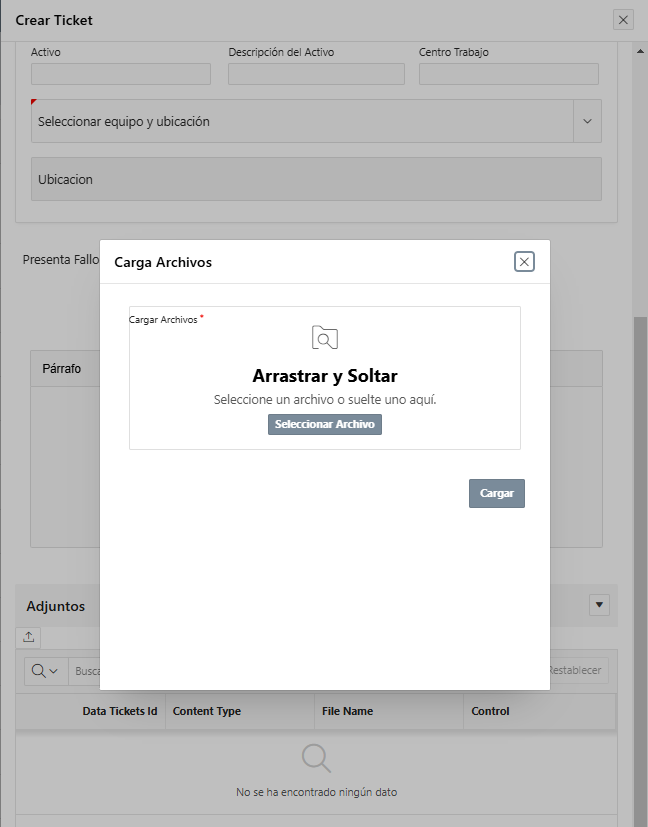 Crear Ticket
Activo
Descripción del Activo
Centro Trabajo
Seleccionar equipo y ubicación
Ubicacion
Presenta Fallo
Carga Archivos
Cargar Archivos *
Arrastrar y Soltar
Seleccione un archivo o suelte uno aquí.
Seleccionar Archivo
Cargar
Párrafo
Adjuntos
Busca
Restablecer
Data Tickets Id
Content Type
File Name
Control
No se ha encontrado ningún dato